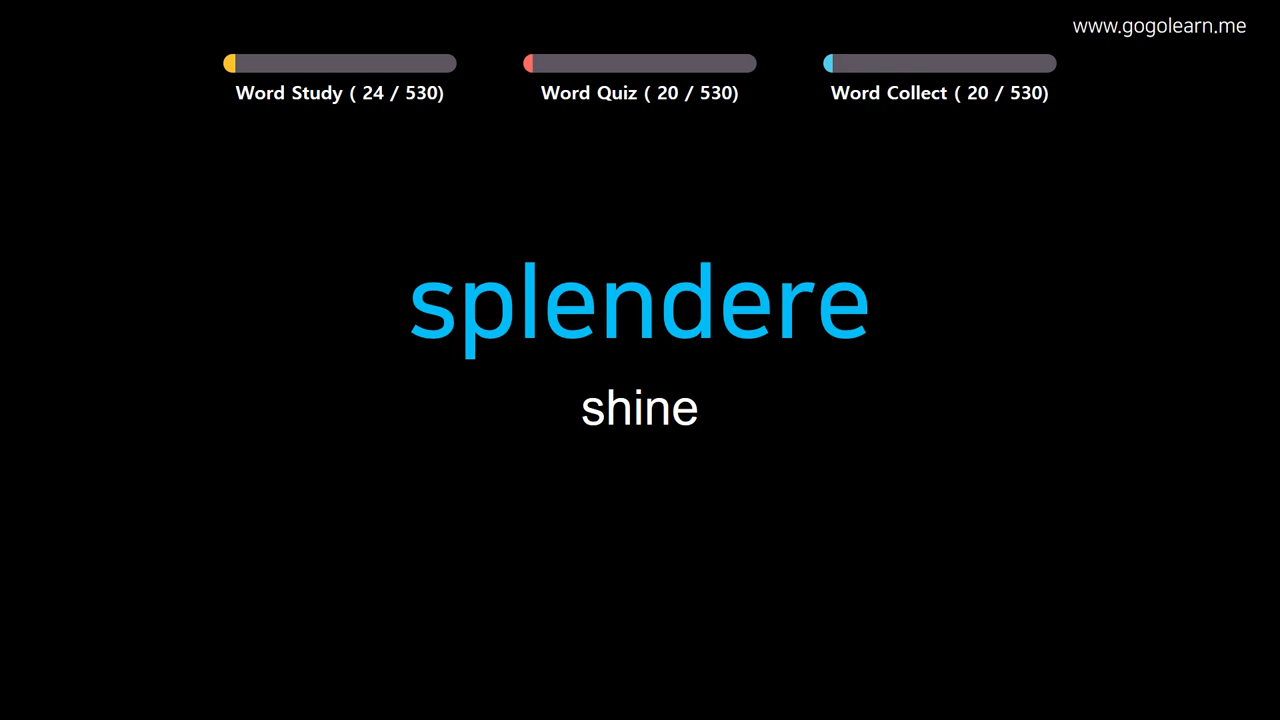 www.gogolearn.me
Word Study ( 24 / 530)
Word Quiz ( 20 / 530)
Word Collect ( 20 / 530)
splendere
shine